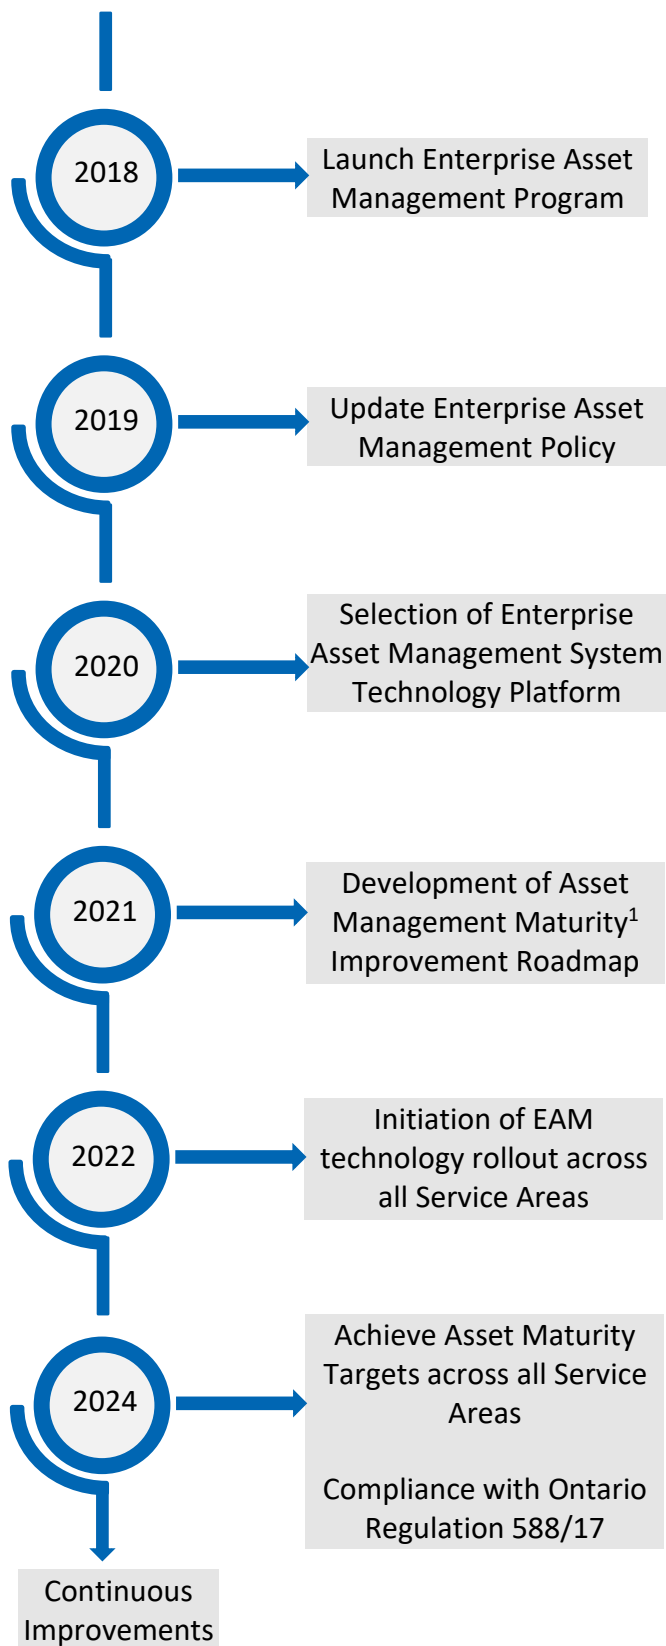 2018
Launch Enterprise Asset
Management Program
2019
Update Enterprise Asset
Management Policy
2020
Selection of Enterprise
Asset Management System
Technology Platform
2021
Development of Asset
Management Maturity¹
Improvement Roadmap
2022
Initiation of EAM
technology rollout across
all Service Areas
2024
Achieve Asset Maturity
Targets across all Service
Areas
Compliance with Ontario
Regulation 588/17
Continuous
Improvements